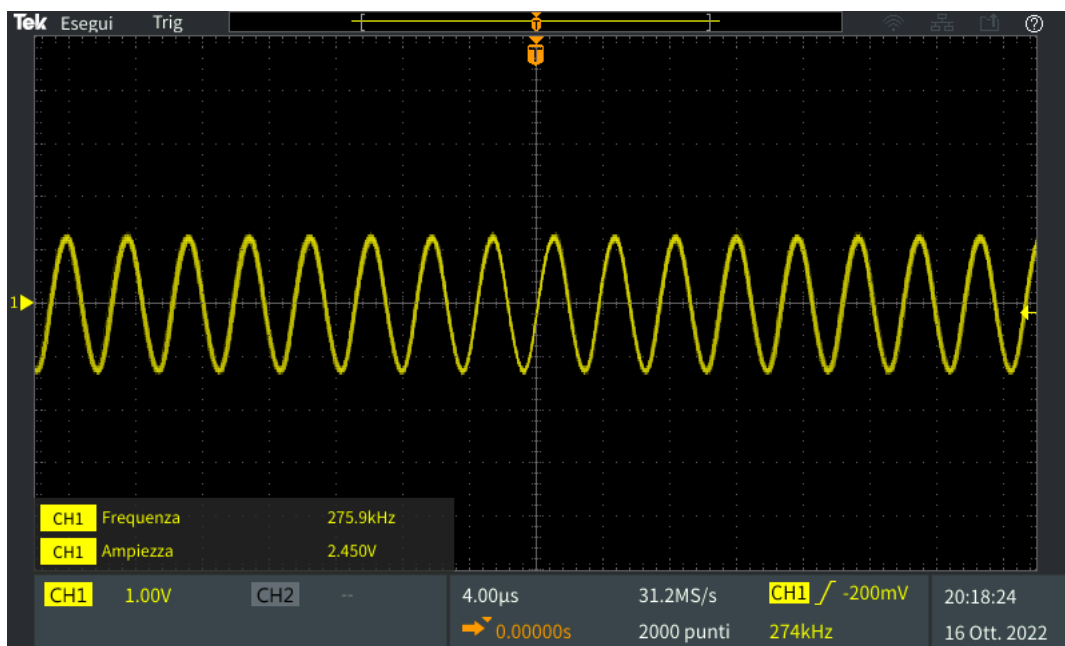 Tek Esegui Trig T ?
T
1
CH1 Frequenza 275.9kHz
CH1 Ampiezza 2.450V
CH1 1.00V CH2 -- 4.00µs 31.2MS/s CH1 -200mV 20:18:24
0.00000s 2000 punti 274kHz 16 Ott. 2022